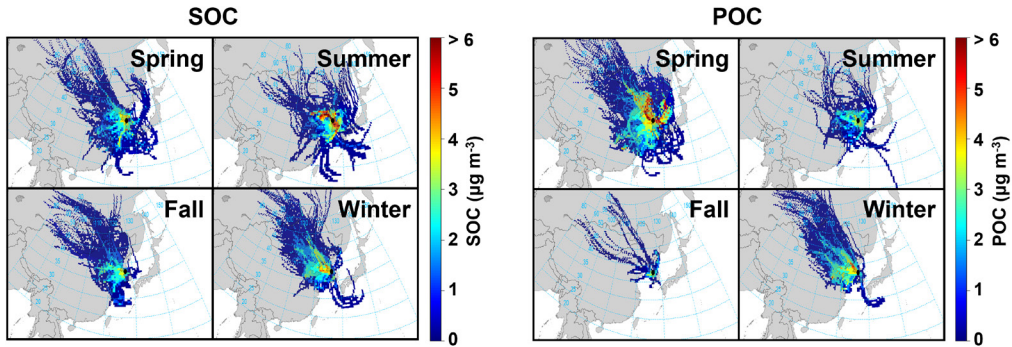 SOC
Spring
Summer
Fall
Winter
> 6
5
4
3
2
1
0
SOC (µg m-3)
POC
Spring
Summer
Fall
Winter
> 6
5
4
3
2
1
0
POC (µg m-3)